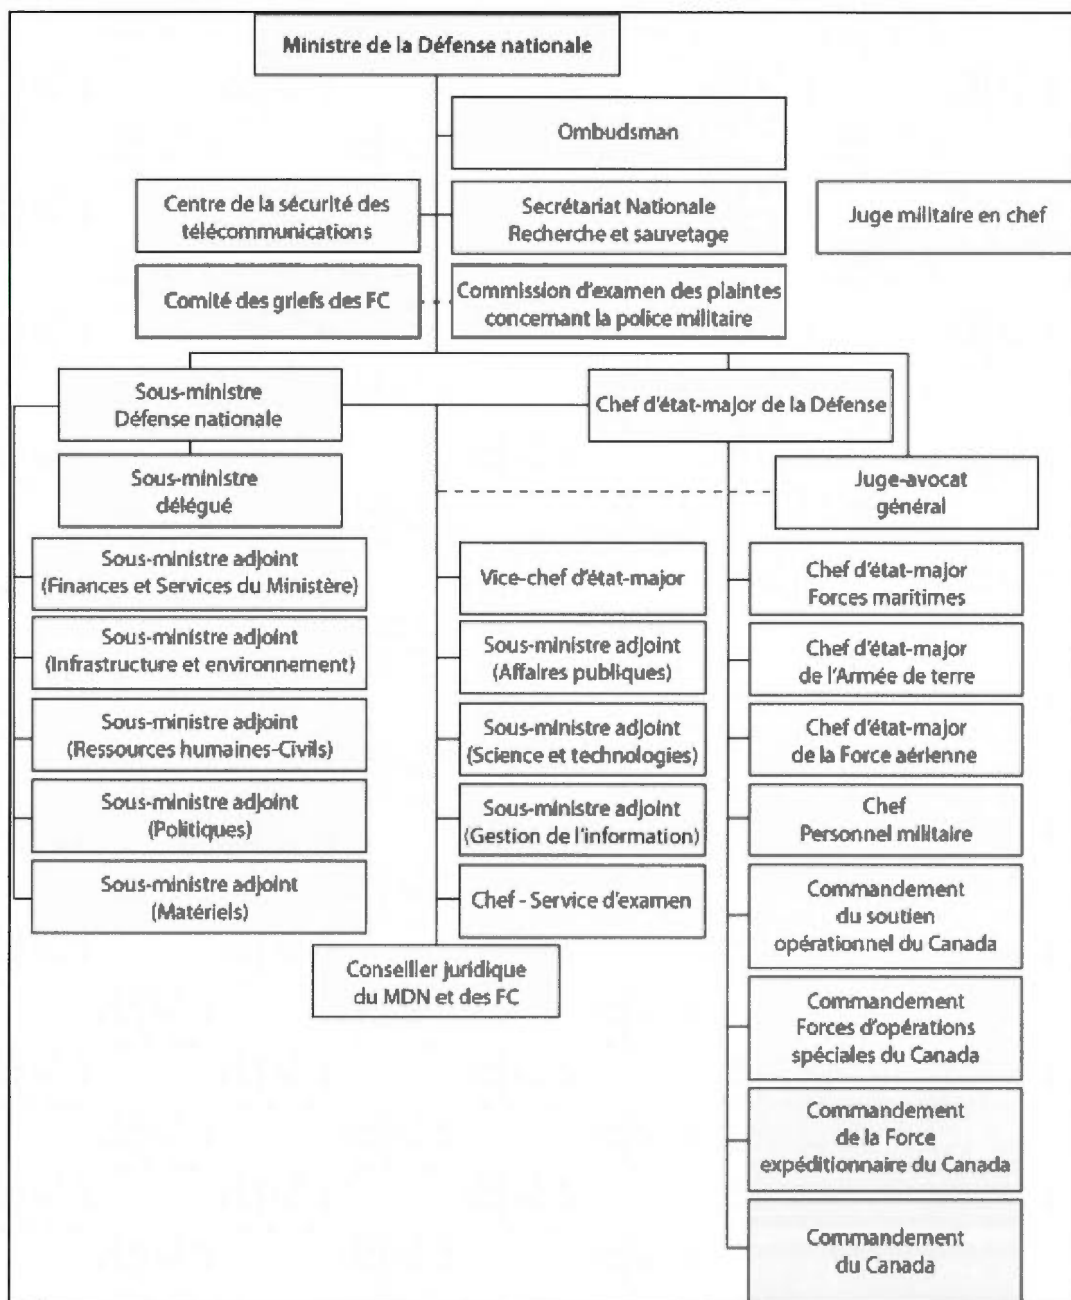 Ministre de la Défense nationale
Ombudsman
Centre de la sécurité des
télécommunications
Secrétariat Nationale
Recherche et sauvetage
Juge militaire en chef
Comité des griefs des FC
Commission d'examen des plaintes
concernant la police militaire
Sous-ministre
Défense nationale
Chef d'état-major de la Défense
Sous-ministre
délégué
Juge-avocat
général
Sous-ministre adjoint
(Finances et Services du Ministère)
Vice-chef d'état-major
Chef d'état-major
Forces maritimes
Sous-ministre adjoint
(Infrastructure et environnement)
Sous-ministre adjoint
(Affaires publiques)
Chef d'état-major
de l'Armée de terre
Sous-ministre adjoint
(Ressources humaines-Civils)
Sous-ministre adjoint
(Science et technologies)
Chef d'état-major
de la Force aérienne
Sous-ministre adjoint
(Politiques)
Sous-ministre adjoint
(Gestion de l'information)
Chef
Personnel militaire
Sous-ministre adjoint
(Matériels)
Chef - Service d'examen
Commandement
du soutien
opérationnel du Canada
Conseiller juridique
du MDN et des FC
Commandement
Forces d'opérations
spéciales du Canada
Commandement
de la Force
expéditionnaire du Canada
Commandement
du Canada